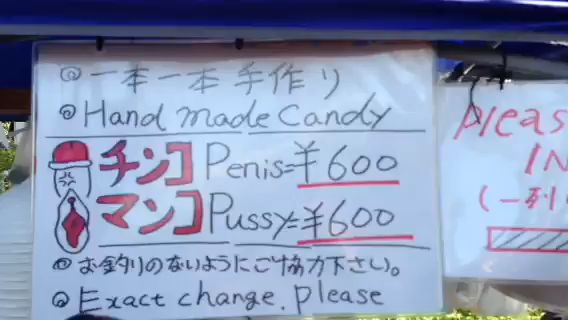 ◎一本一本手作り
◎Hand made Candy
チンコ Penis=¥600
マンコ Pussy=¥600
◎お釣りのないようにご協力下さい。
◎Exact change. please
Pleas
IN
(一列